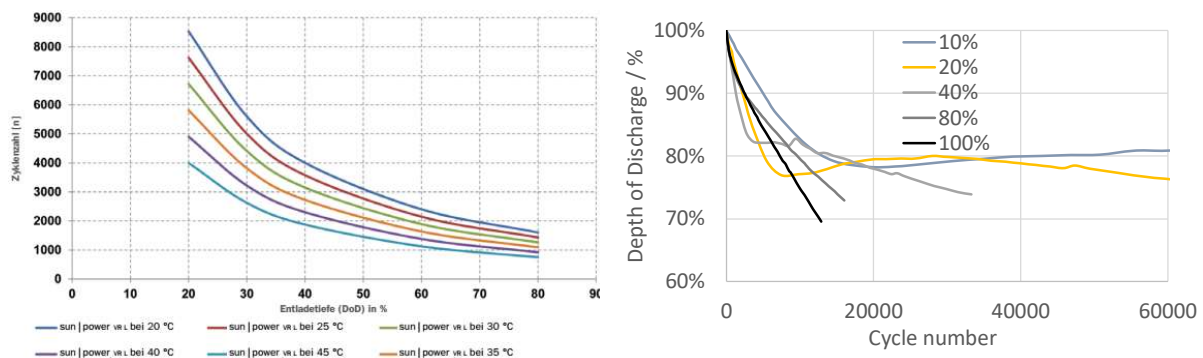 9000
8000
7000
6000
5000
4000
3000
2000
1000
0
Zyklenzahl [n]
0 10 20 30 40 50 60 70 80 90
Entladetiefe (DoD) in %
sun | power VR L bei 20 °C
sun | power VR L bei 25 °C
sun | power VR L bei 30 °C
sun | power VR L bei 40 °C
sun | power VR L bei 45 °C
sun | power VR L bei 35 °C
100%
90%
80%
70%
60%
Depth of Discharge / %
10%
20%
40%
80%
100%
0 20000 40000 60000
Cycle number